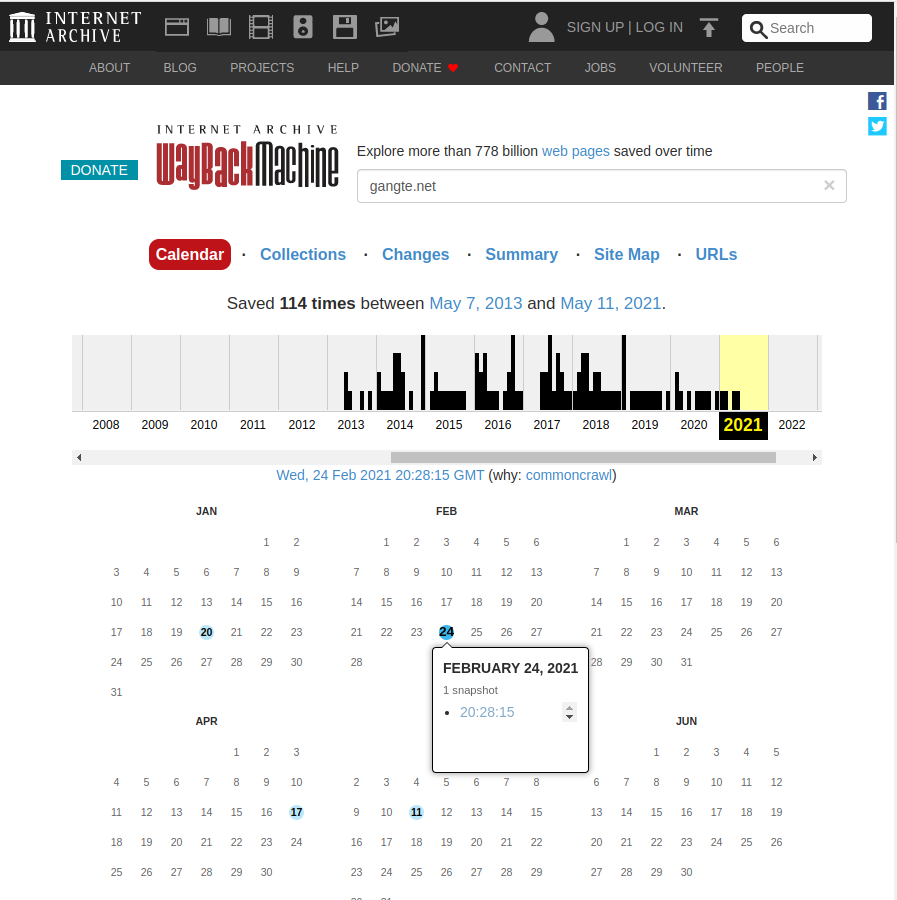 INTERNET ARCHIVE
SIGN UP | LOG IN
Search
ABOUT BLOG PROJECTS HELP DONATE CONTACT JOBS VOLUNTEER PEOPLE
DONATE
INTERNET ARCHIVE
WayBackMachine
Explore more than 778 billion web pages saved over time
gangte.net
×
Calendar · Collections · Changes · Summary · Site Map · URLs
Saved 114 times between May 7, 2013 and May 11, 2021.
2008 2009 2010 2011 2012 2013 2014 2015 2016 2017 2018 2019 2020 2021 2022
Wed, 24 Feb 2021 20:28:15 GMT (why: commoncrawl)
JAN
1 2
3 4 5 6 7 8 9
10 11 12 13 14 15 16
17 18 19 20 21 22 23
24 25 26 27 28 29 30
31
FEB
1 2 3 4 5 6
7 8 9 10 11 12 13
14 15 16 17 18 19 20
21 22 23 24 25 26 27
28
MAR
1 2 3 4 5 6
7 8 9 10 11 12 13
14 15 16 17 18 19 20
21 22 23 24 25 26 27
28 29 30 31
FEBRUARY 24, 2021
1 snapshot
• 20:28:15
APR
1 2 3
4 5 6 7 8 9 10
11 12 13 14 15 16 17
18 19 20 21 22 23 24
25 26 27 28 29 30
2 3 4 5 6 7 8
9 10 11 12 13 14 15
16 17 18 19 20 21 22
23 24 25 26 27 28 29
JUN
1 2 3 4 5
6 7 8 9 10 11 12
13 14 15 16 17 18 19
20 21 22 23 24 25 26
27 28 29 30